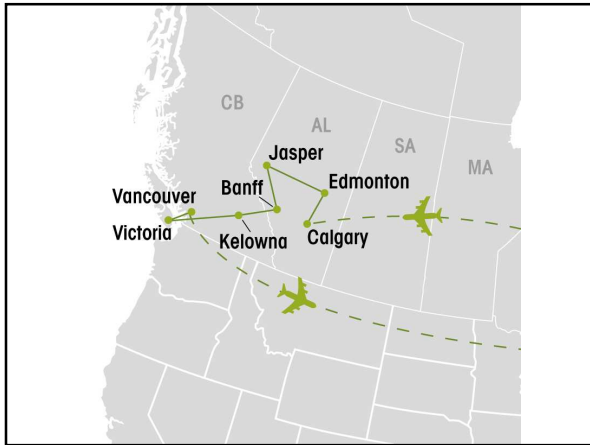 CB
AL
SA
MA
Jasper
Edmonton
Banff
Vancouver
Victoria
Kelowna
Calgary